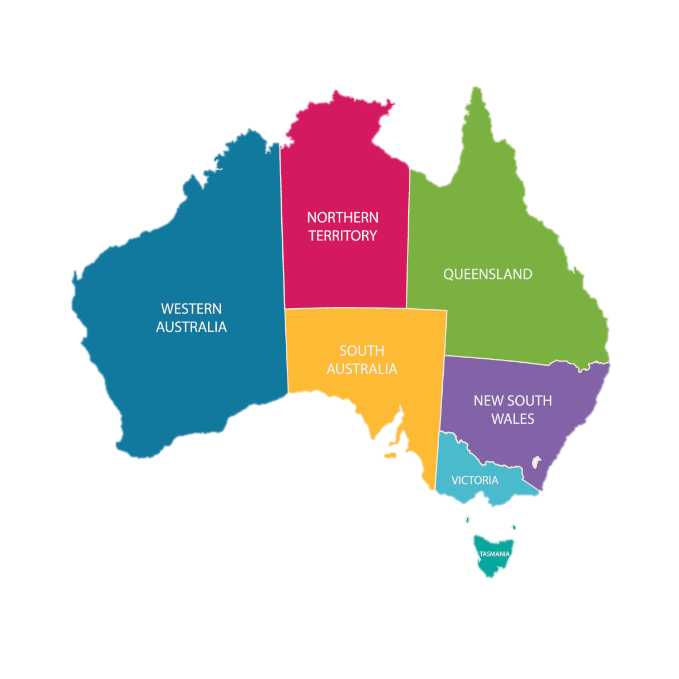 NORTHERN
TERRITORY
QUEENSLAND
WESTERN
AUSTRALIA
SOUTH
AUSTRALIA
NEW SOUTH
WALES
VICTORIA
TASMANIA